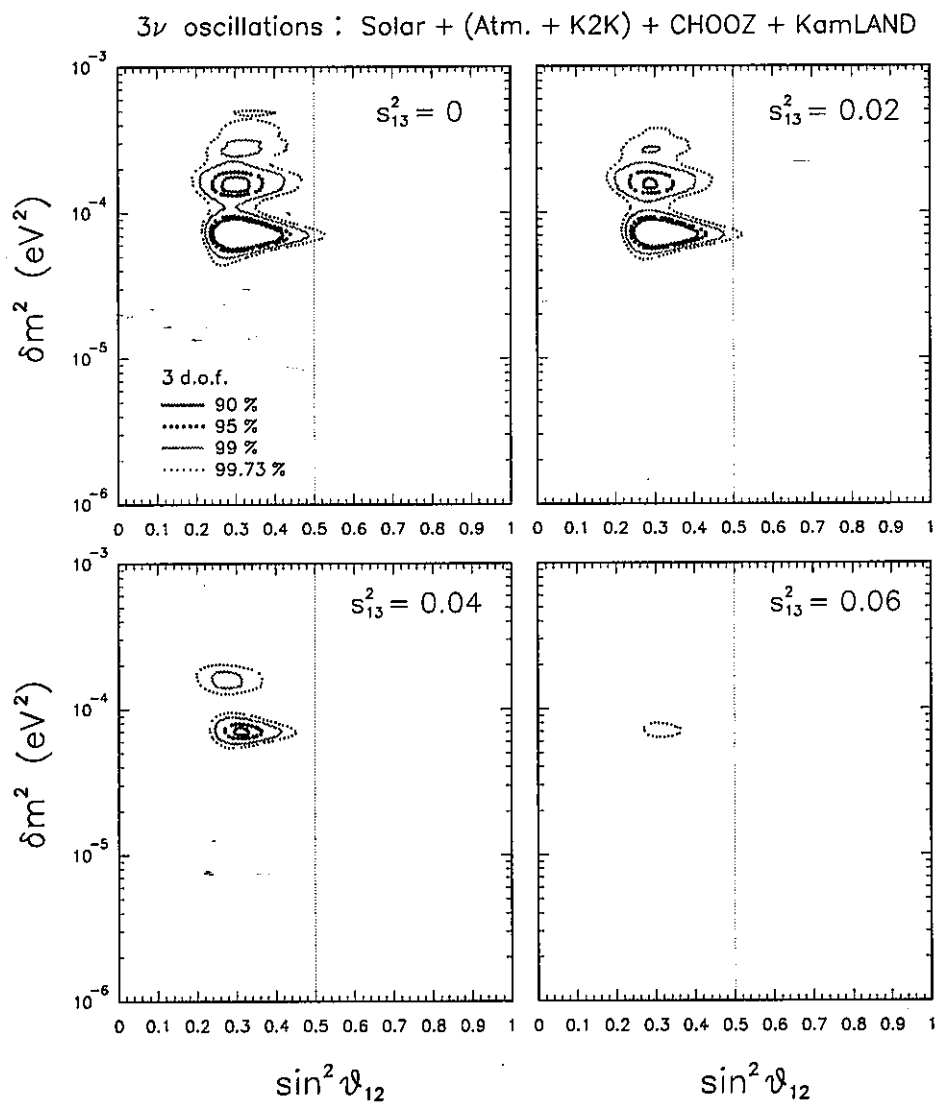 3ν oscillations : Solar + (Atm. + K2K) + CHOOZ + KamLAND
10⁻³
s²₁₃ = 0
s²₁₃ = 0.02
10⁻⁴
δm² (eV²)
10⁻⁵
3 d.o.f.
90 %
95 %
99 %
99.73 %
10⁻⁶
0 0.1 0.2 0.3 0.4 0.5 0.6 0.7 0.8 0.9 1
0 0.1 0.2 0.3 0.4 0.5 0.6 0.7 0.8 0.9 1
10⁻³
s²₁₃ = 0.04
s²₁₃ = 0.06
10⁻⁴
δm² (eV²)
10⁻⁵
10⁻⁶
0 0.1 0.2 0.3 0.4 0.5 0.6 0.7 0.8 0.9 1
0 0.1 0.2 0.3 0.4 0.5 0.6 0.7 0.8 0.9 1
sin² ϑ₁₂
sin² ϑ₁₂